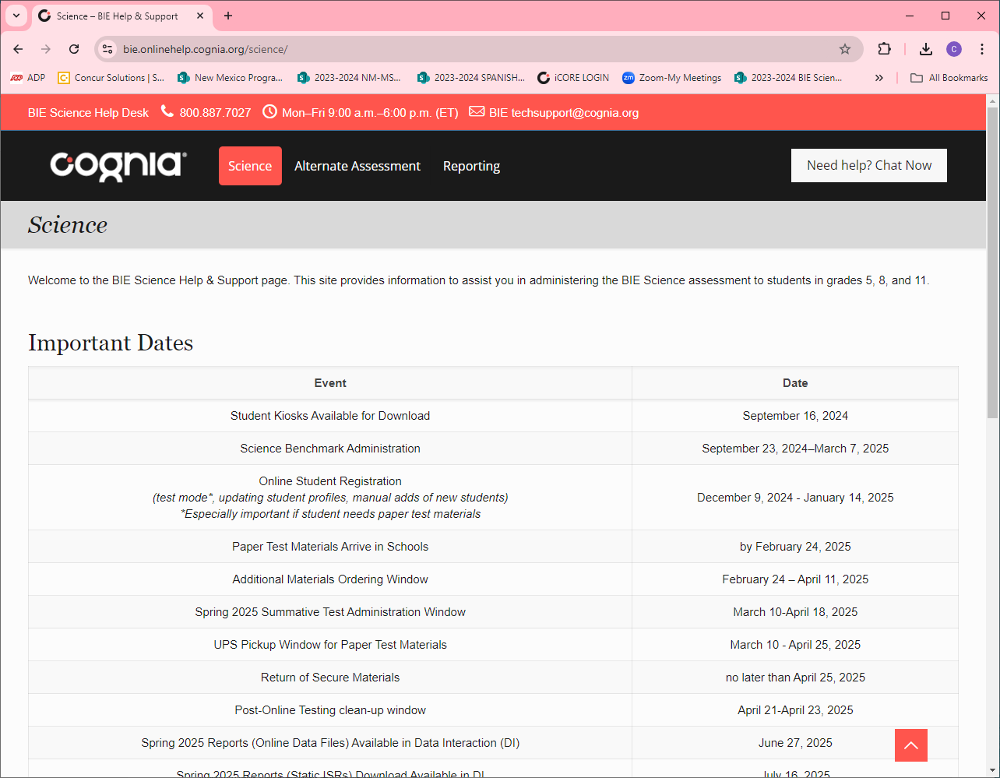 Science – BIE Help & Support
bie.onlinehelp.cognia.org/science/
C
ADP ADP
Concur Solutions | S...
New Mexico Progra...
2023-2024 NM-MS...
2023-2024 SPANISH...
iCORE LOGIN
zm Zoom-My Meetings
2023-2024 BIE Scien...
All Bookmarks
BIE Science Help Desk 800.887.7027 Mon–Fri 9:00 a.m.–6:00 p.m. (ET) BIE techsupport@cognia.org
cognia
Science
Alternate Assessment
Reporting
Need help? Chat Now
Science
Welcome to the BIE Science Help & Support page. This site provides information to assist you in administering the BIE Science assessment to students in grades 5, 8, and 11.
Important Dates
Event Date
Student Kiosks Available for Download September 16, 2024
Science Benchmark Administration September 23, 2024–March 7, 2025
Online Student Registration
(test mode*, updating student profiles, manual adds of new students) December 9, 2024 - January 14, 2025
*Especially important if student needs paper test materials
Paper Test Materials Arrive in Schools by February 24, 2025
Additional Materials Ordering Window February 24 – April 11, 2025
Spring 2025 Summative Test Administration Window March 10-April 18, 2025
UPS Pickup Window for Paper Test Materials March 10 - April 25, 2025
Return of Secure Materials no later than April 25, 2025
Post-Online Testing clean-up window April 21-April 23, 2025
Spring 2025 Reports (Online Data Files) Available in Data Interaction (DI) June 27, 2025
Spring 2025 Reports (Static ISRs) Download Available in DI July 16, 2025